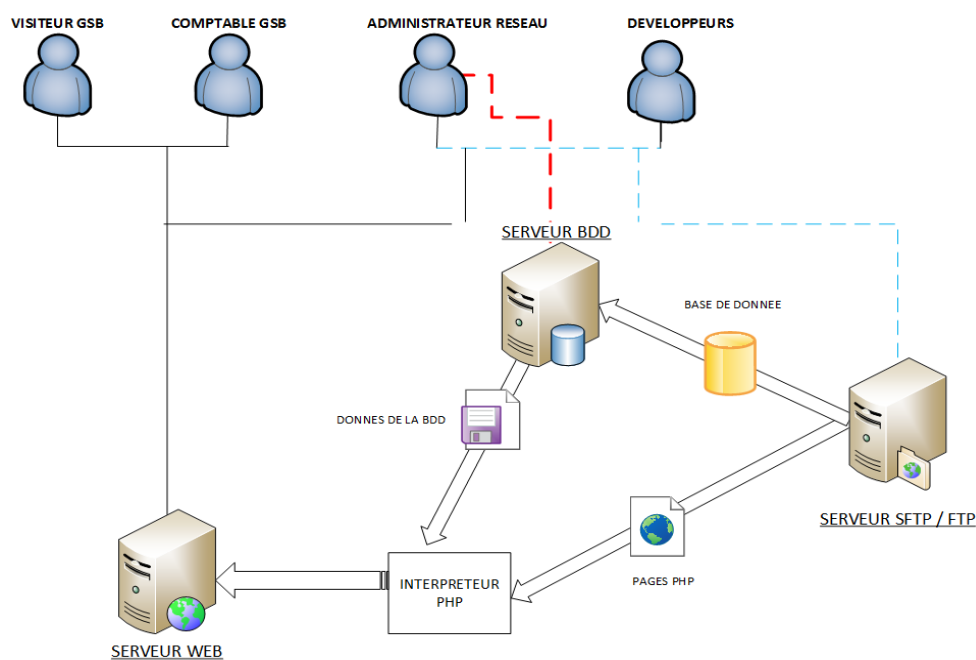 VISITEUR GSB
COMPTABLE GSB
ADMINISTRATEUR RESEAU
DEVELOPPEURS
SERVEUR BDD
BASE DE DONNEE
DONNES DE LA BDD
SERVEUR SFTP / FTP
INTERPRETEUR
PHP
PAGES PHP
SERVEUR WEB